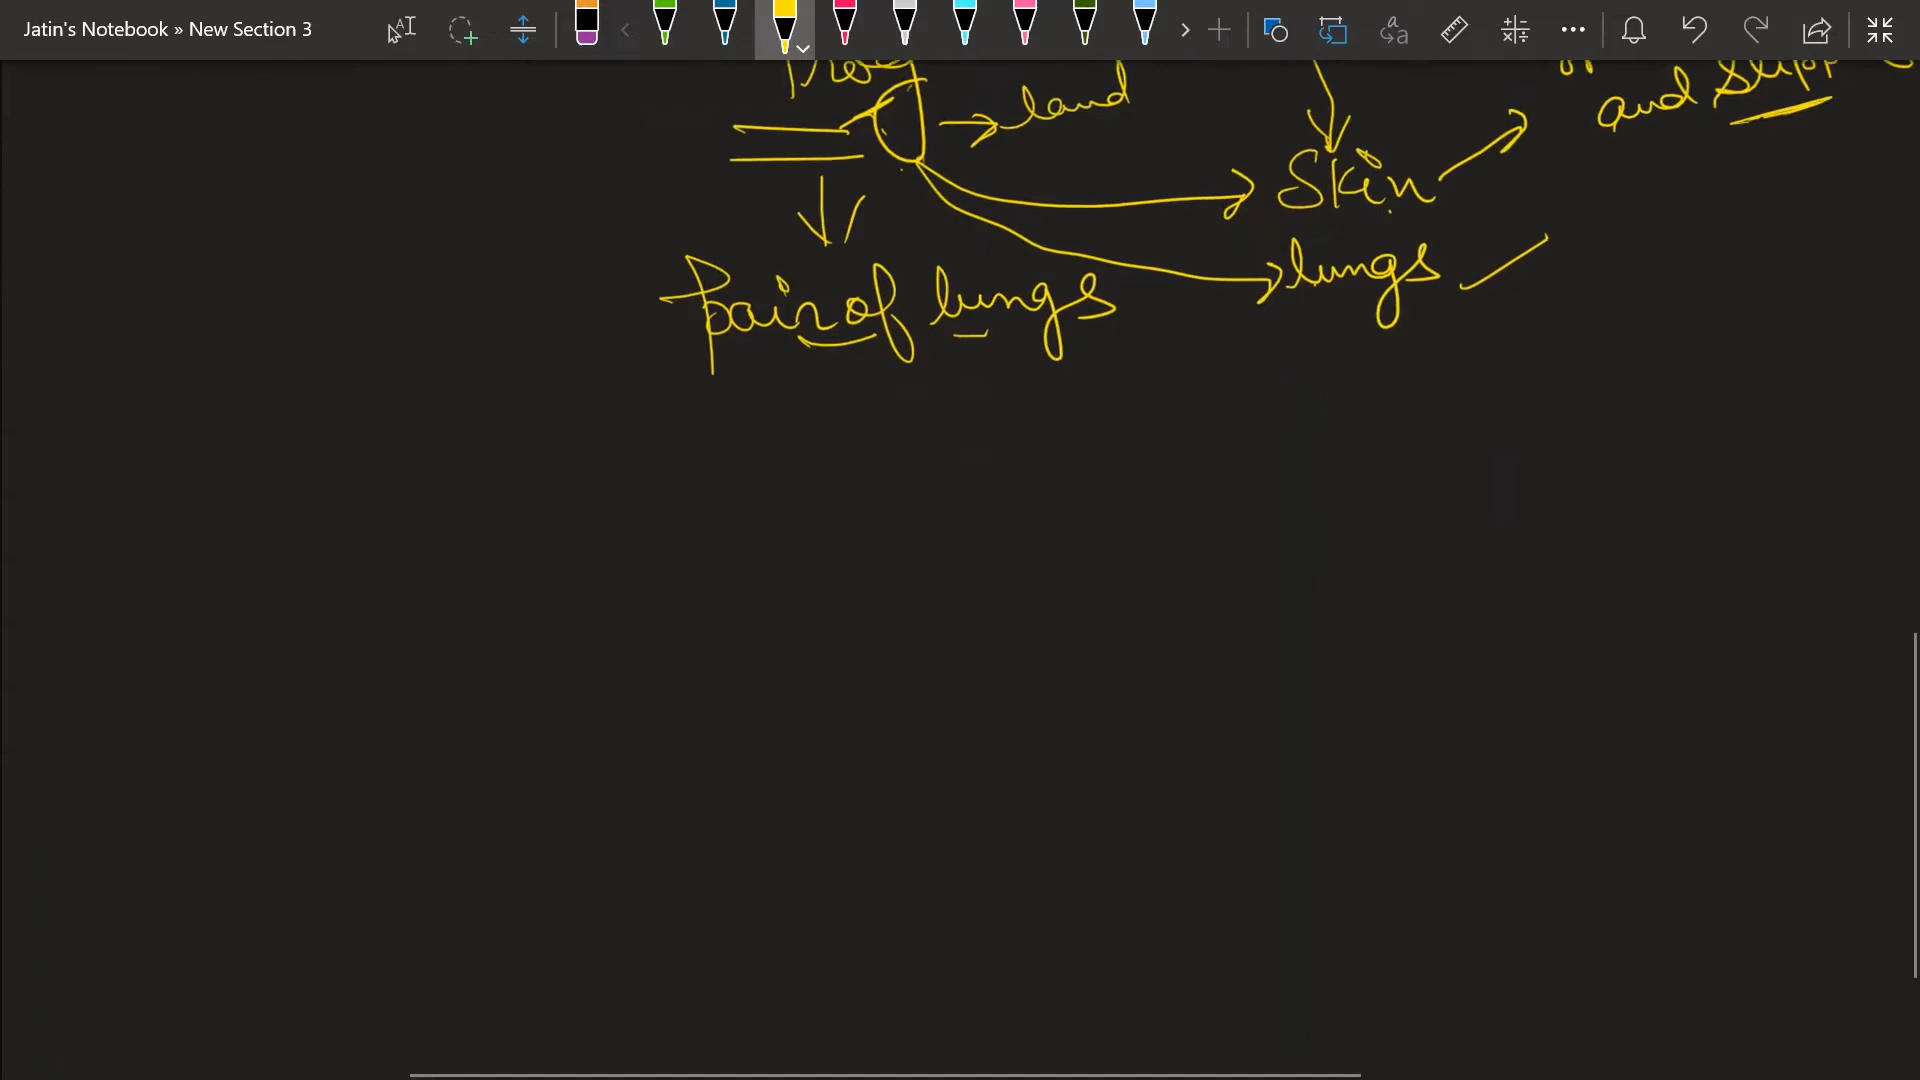 Jatin's Notebook » New Section 3
land
and
Skin
lungs
pair of lungs